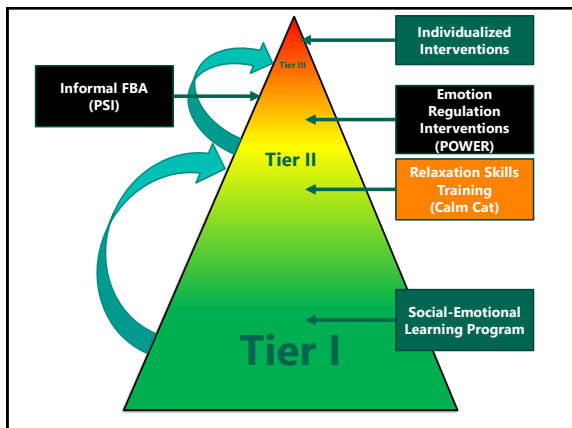 Individualized
Interventions
Tier III
Informal FBA
(PSI)
Emotion
Regulation
Interventions
(POWER)
Tier II
Relaxation Skills
Training
(Calm Cat)
Social-Emotional
Learning Program
Tier I